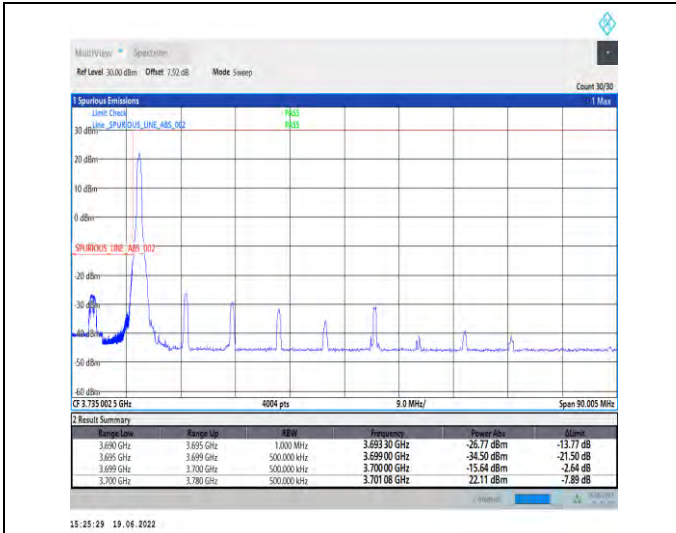 MultiView Spectrum
Ref Level 30.00 dBm Offset 7.92 dB Mode Sweep
Count 30/30
1 Spurious Emissions 1 Max
Limit Check PASS
Line _SPURIOUS_LINE_ABS_002 PASS
30 dBm
20 dBm
10 dBm
0 dBm
_SPURIOUS_LINE_ABS_002
-20 dBm
-30 dBm
-40 dBm
-50 dBm
-60 dBm
CF 3.735 002 5 GHz 4004 pts 9.0 MHz/ Span 90.005 MHz
2 Result Summary
Range Low Range Up RBW Frequency Power Abs ΔLimit
3.690 GHz 3.695 GHz 1.000 MHz 3.693 30 GHz -26.77 dBm -13.77 dB
3.695 GHz 3.699 GHz 500.000 kHz 3.699 00 GHz -34.50 dBm -21.50 dB
3.699 GHz 3.700 GHz 500.000 kHz 3.700 00 GHz -15.64 dBm -2.64 dB
3.700 GHz 3.780 GHz 500.000 kHz 3.701 08 GHz 22.11 dBm -7.89 dB
15:25:29 19.06.2022